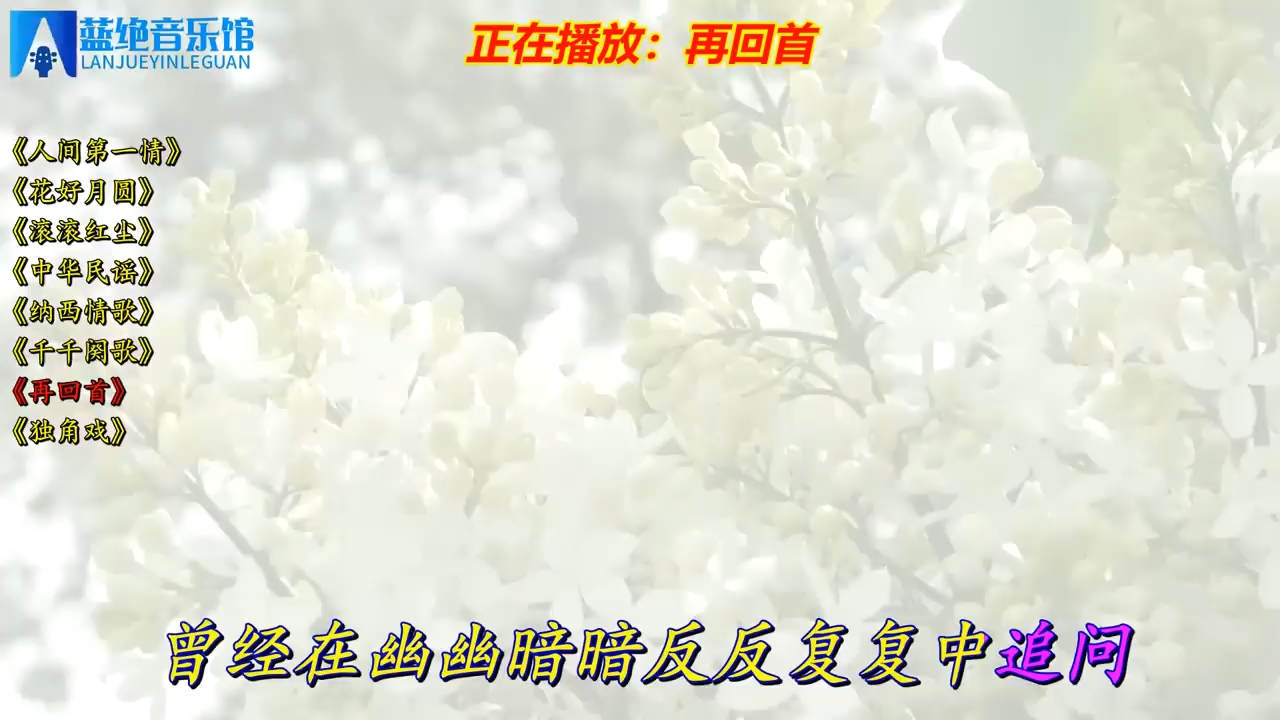 蓝绝音乐馆
LANJUEYINLEGUAN
正在播放：再回首
《人间第一情》
《花好月圆》
《滚滚红尘》
《中华民谣》
《纳西情歌》
《千千阕歌》
《再回首》
《独角戏》
曾经在幽幽暗暗反反复复中追问